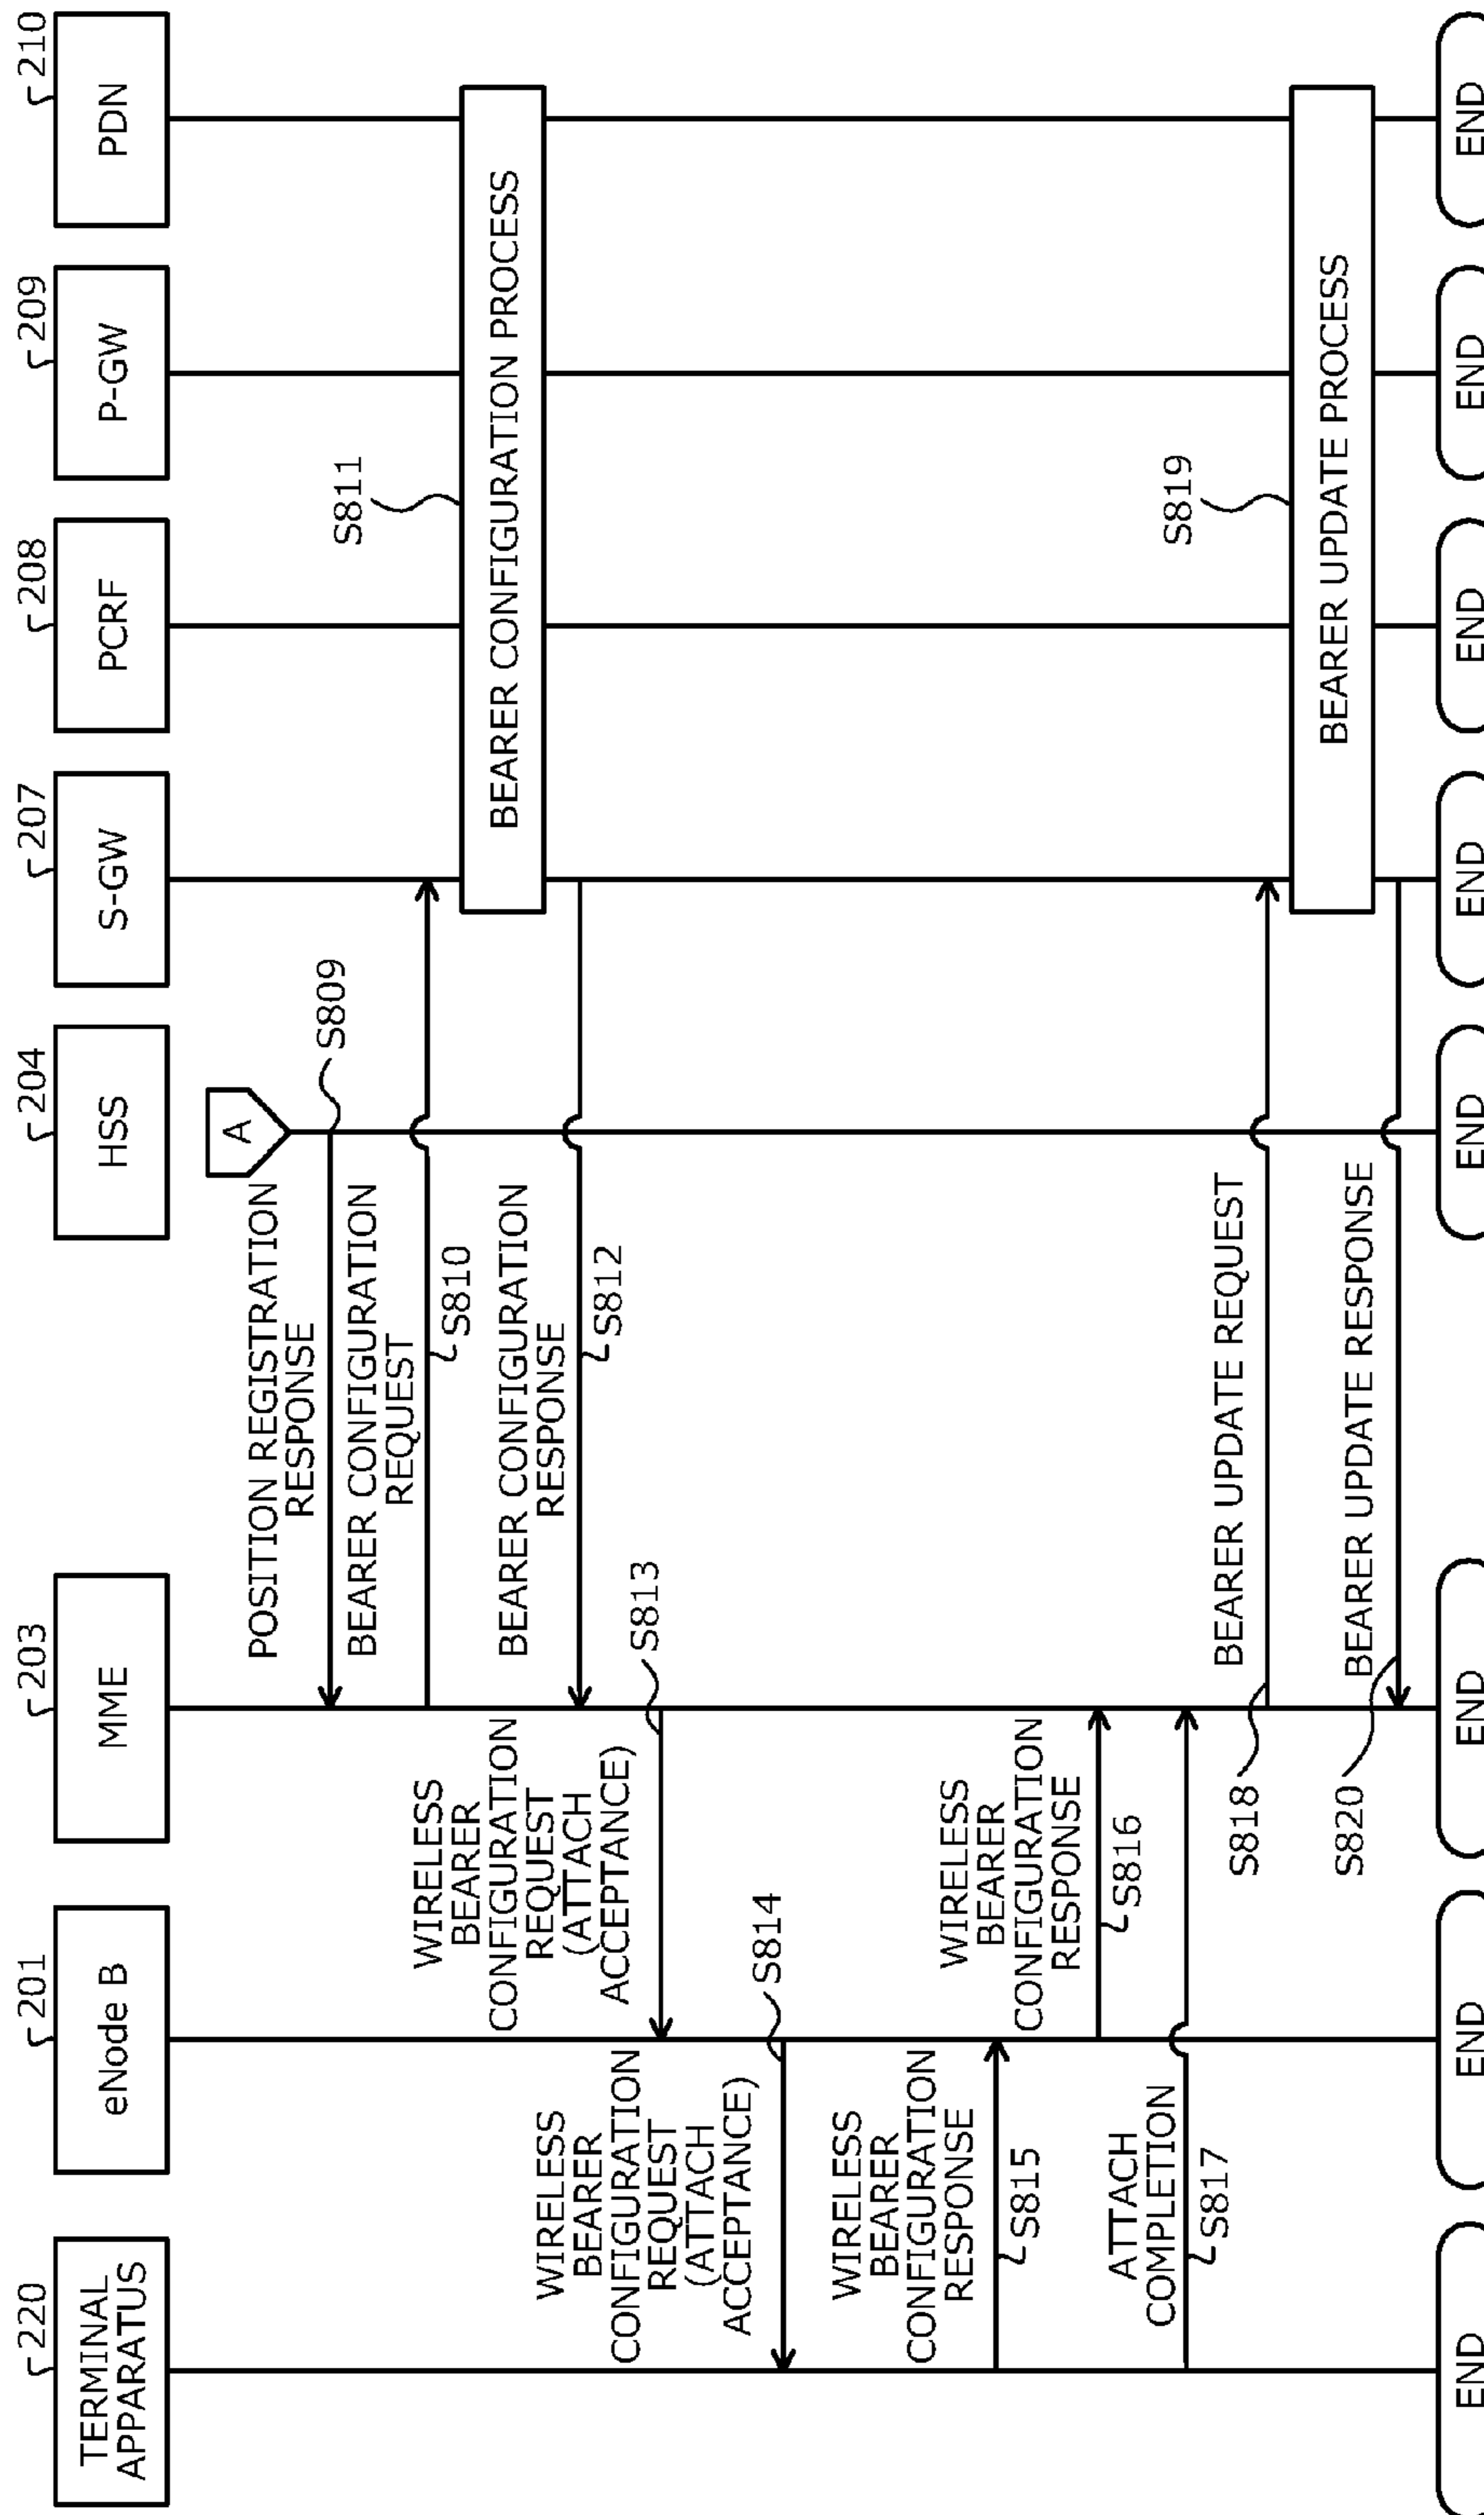 220
TERMINAL
APPARATUS
201
eNode B
203
MME
204
HSS
207
S-GW
208
PCRF
209
P-GW
210
PDN
A
POSITION REGISTRATION
RESPONSE
S809
BEARER CONFIGURATION
REQUEST
S810
S811
BEARER CONFIGURATION PROCESS
BEARER CONFIGURATION
RESPONSE
S812
WIRELESS
BEARER
CONFIGURATION
REQUEST
(ATTACH
ACCEPTANCE)
S813
WIRELESS
BEARER
CONFIGURATION
REQUEST
(ATTACH
ACCEPTANCE)
S814
WIRELESS
BEARER
CONFIGURATION
RESPONSE
S815
WIRELESS
BEARER
CONFIGURATION
RESPONSE
S816
ATTACH
COMPLETION
S817
BEARER UPDATE REQUEST
S818
S819
BEARER UPDATE PROCESS
BEARER UPDATE RESPONSE
S820
END
END
END
END
END
END
END
END